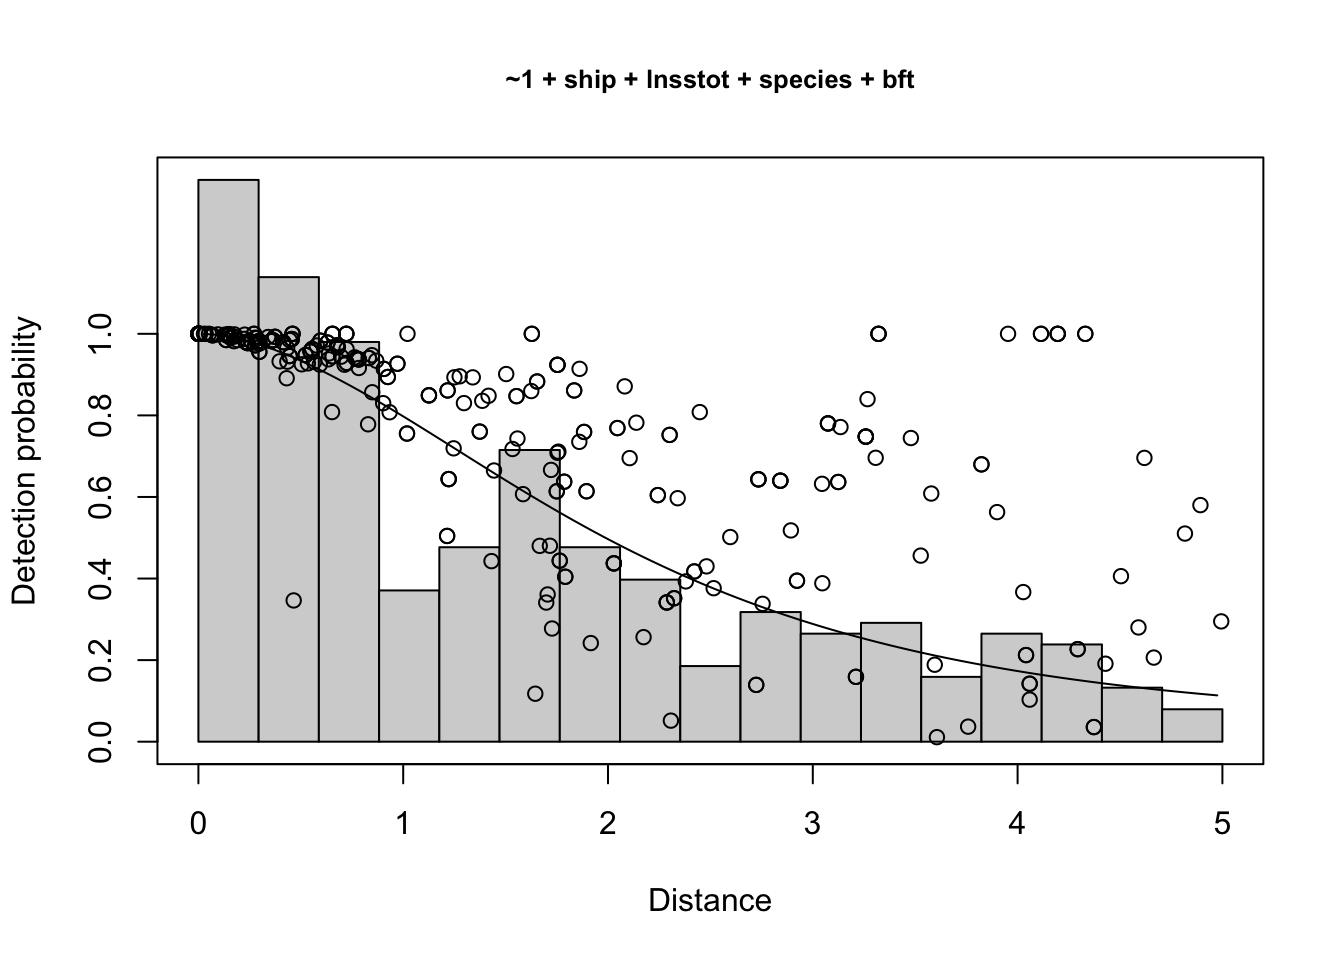 ~1 + ship + lnsstot + species + bft
Detection probability
0.0 0.2 0.4 0.6 0.8 1.0
0 1 2 3 4 5
Distance